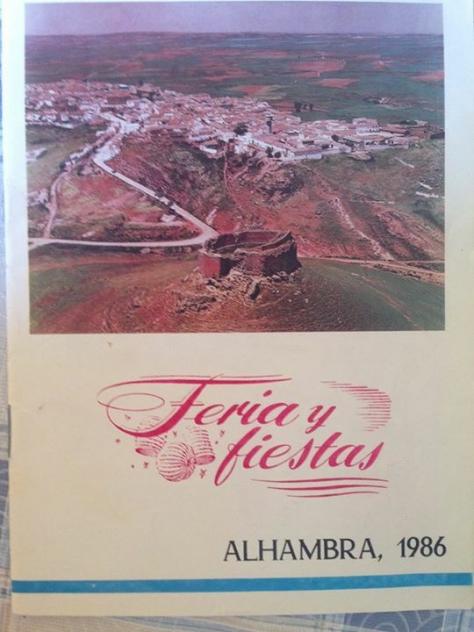 Feria y
fiestas
ALHAMBRA, 1986